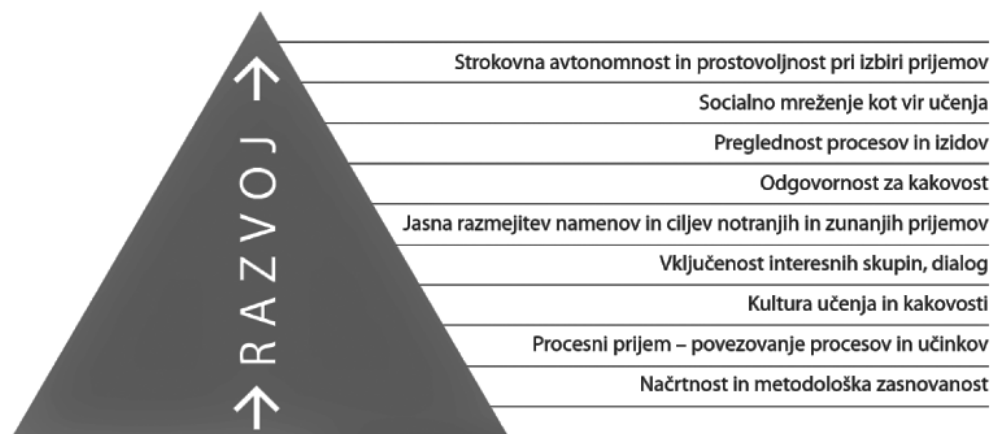 Strokovna avtonomnost in prostovoljnost pri izbiri prijemov
Socialno mreženje kot vir učenja
Preglednost procesov in izidov
Odgovornost za kakovost
Jasna razmejitev namenov in ciljev notranjih in zunanjih prijemov
Vključenost interesnih skupin, dialog
Kultura učenja in kakovosti
Procesni prijem – povezovanje procesov in učinkov
Načrtnost in metodološka zasnovanost
RAZVOJ